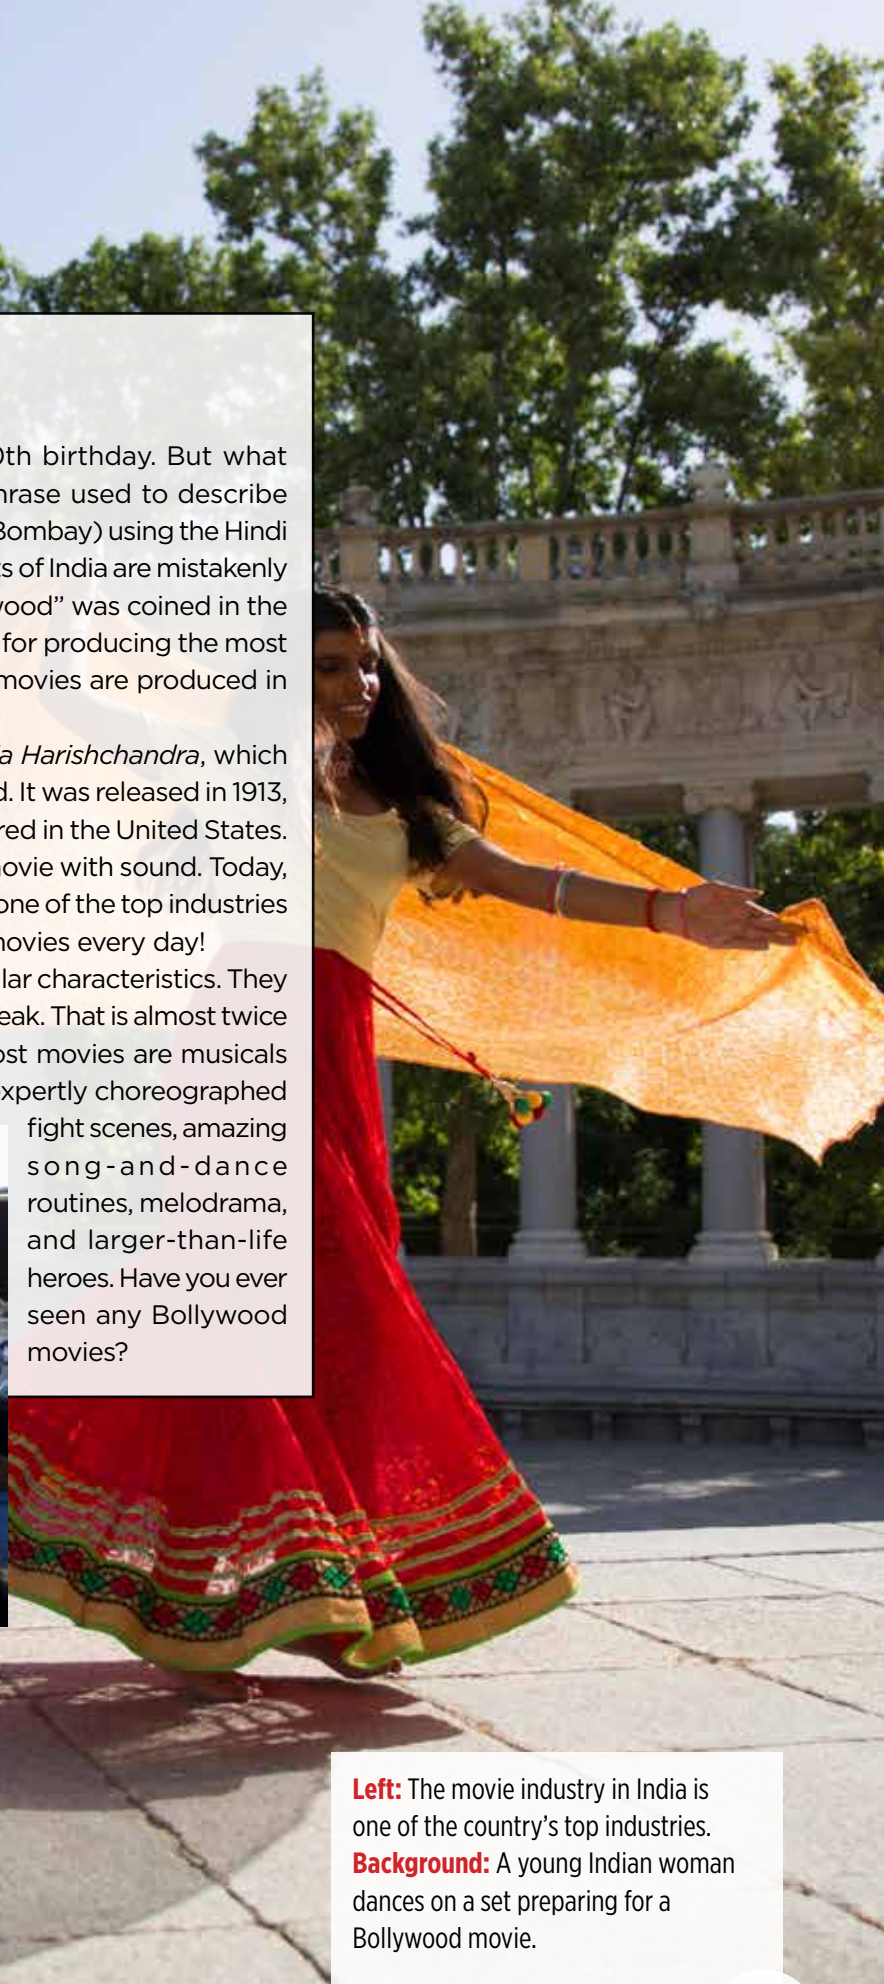 0th birthday. But what
hrase used to describe
Bombay) using the Hindi
ts of India are mistakenly
wood” was coined in the
for producing the most
movies are produced in
a Harishchandra, which
d. It was released in 1913,
red in the United States.
novie with sound. Today,
one of the top industries
movies every day!
lar characteristics. They
eak. That is almost twice
ost movies are musicals
expertly choreographed
fight scenes, amazing
song-and-dance
routines, melodrama,
and larger-than-life
heroes. Have you ever
seen any Bollywood
movies?
Left: The movie industry in India is
one of the country’s top industries.
Background: A young Indian woman
dances on a set preparing for a
Bollywood movie.